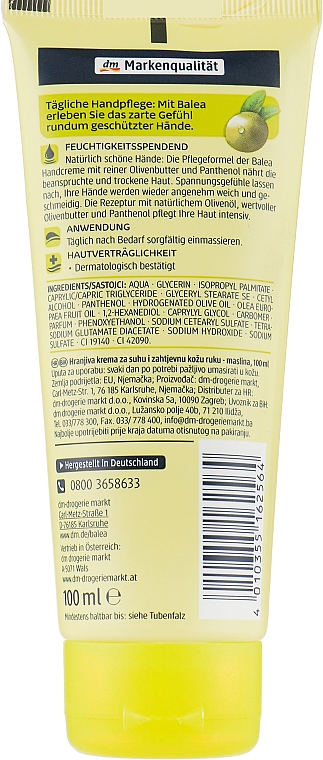 dm Markenqualität
Tägliche Handpflege: Mit Balea
erleben Sie das zarte Gefühl
rundum geschützter Hände.
FEUCHTIGKEITSSPENDEND
Natürlich schöne Hände: Die Pflegeformel der Balea
Handcreme mit reiner Olivenbutter und Panthenol nährt die
beanspruchte und trockene Haut. Spannungsgefühle lassen
nach, Ihre Hände werden wieder angenehm weich und ge-
schmeidig. Die Rezeptur mit natürlichem Olivenöl, wertvoller
Olivenbutter und Panthenol pflegt Ihre Haut intensiv.
ANWENDUNG
Täglich nach Bedarf sorgfältig einmassieren.
HAUTVERTRÄGLICHKEIT
• Dermatologisch bestätigt
INGREDIENTS/SASTOJCI: AQUA · GLYCERIN · ISOPROPYL PALMITATE ·
CAPRYLIC/CAPRIC TRIGLYCERIDE · GLYCERYL STEARATE SE · CETYL
ALCOHOL · PANTHENOL · HYDROGENATED OLIVE OIL · OLEA EURO-
PAEA FRUIT OIL · 1,2-HEXANEDIOL · CAPRYLYL GLYCOL · CARBOMER ·
PARFUM · PHENOXYETHANOL · SODIUM CETEARYL SULFATE · TETRA-
SODIUM GLUTAMATE DIACETATE · SODIUM HYDROXIDE · SODIUM
SULFATE · CI 19140 · CI 42090.
Hranjiva krema za suhu i zahtjevnu kožu ruku - maslina, 100 ml
Uputa za uporabu: svaki dan po potrebi pažljivo umasirati u kožu.
Zemlja podrijetla: EU, Njemačka; Proizvođač: dm-drogerie markt,
Carl-Metz-Str. 1, 76 185 Karlsruhe, Njemačka; Distributer za HR:
dm-drogerie markt d.o.o., Kovinska 5a, 10090 Zagreb; Uvoznik za BiH:
dm drogerie markt d.o.o., Lužansko polje 40b, 71 210 Ilidža,
Tel. 033/778 300, Fax: 033/ 778 400, info@dm-drogeriemarkt.ba
Najbolje upotrijebiti prije kraja datuma otisnutog na pakiranju.
Hergestellt in Deutschland
0800 3658633
dm-drogerie markt
Carl-Metz-Straße 1
D-76185 Karlsruhe
www.dm.de/balea
Vertrieb in Österreich:
dm drogerie markt
A 5071 Wals
www.dm-drogeriemarkt.at
100 ml ℮
Mindestens haltbar bis: siehe Tubenfalz
4 010355 162564